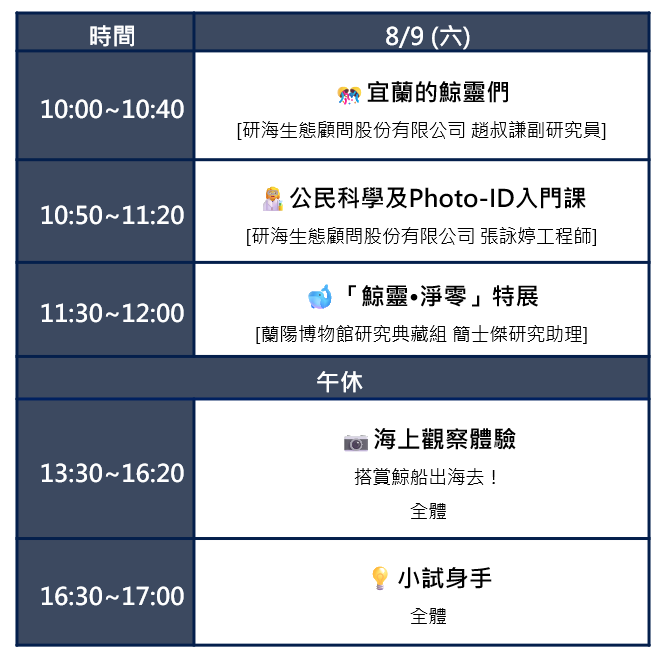 時間
8/9 (六)
10:00~10:40
宜蘭的鯨靈們
[研海生態顧問股份有限公司 趙叔謙副研究員]
10:50~11:20
公民科學及Photo-ID入門課
[研海生態顧問股份有限公司 張詠婷工程師]
11:30~12:00
「鯨靈•淨零」特展
[蘭陽博物館研究典藏組 簡士傑研究助理]
午休
13:30~16:20
海上觀察體驗
搭賞鯨船出海去！
全體
16:30~17:00
小試身手
全體